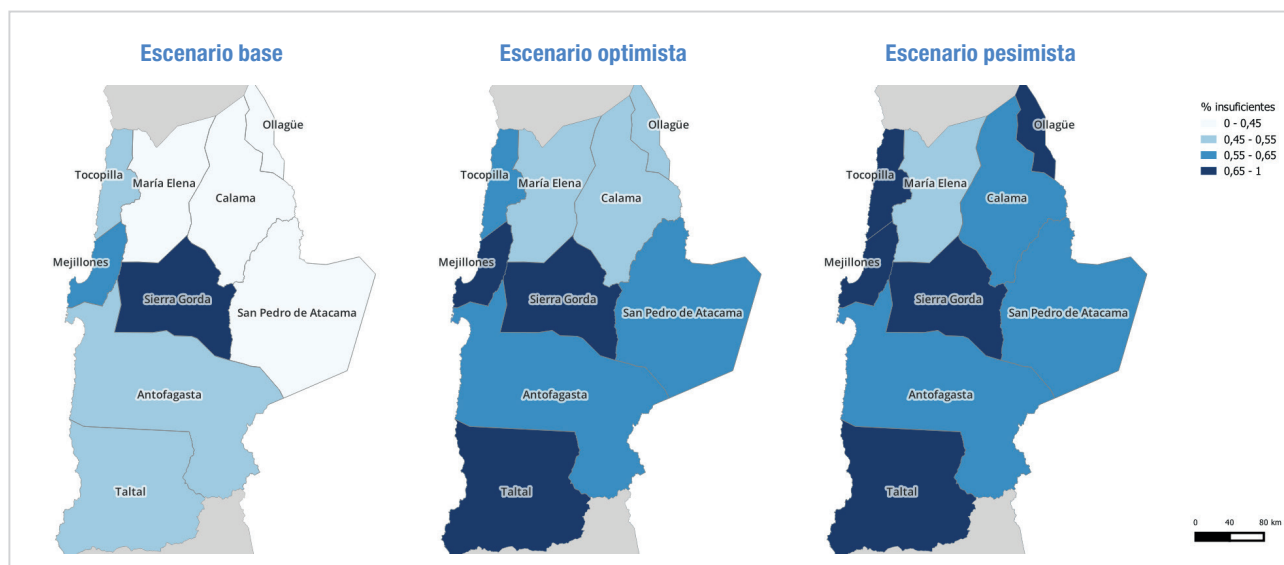 Escenario base
Escenario optimista
Escenario pesimista
Ollagüe
Tocopilla
María Elena
Calama
Mejillones
Sierra Gorda
San Pedro de Atacama
Antofagasta
Taltal
Ollagüe
Tocopilla
María Elena
Calama
Mejillones
Sierra Gorda
San Pedro de Atacama
Antofagasta
Taltal
Ollagüe
Tocopilla
María Elena
Calama
Mejillones
Sierra Gorda
San Pedro de Atacama
Antofagasta
Taltal
% insuficientes
0 - 0,45
0,45 - 0,55
0,55 - 0,65
0,65 - 1
0 40 80 km